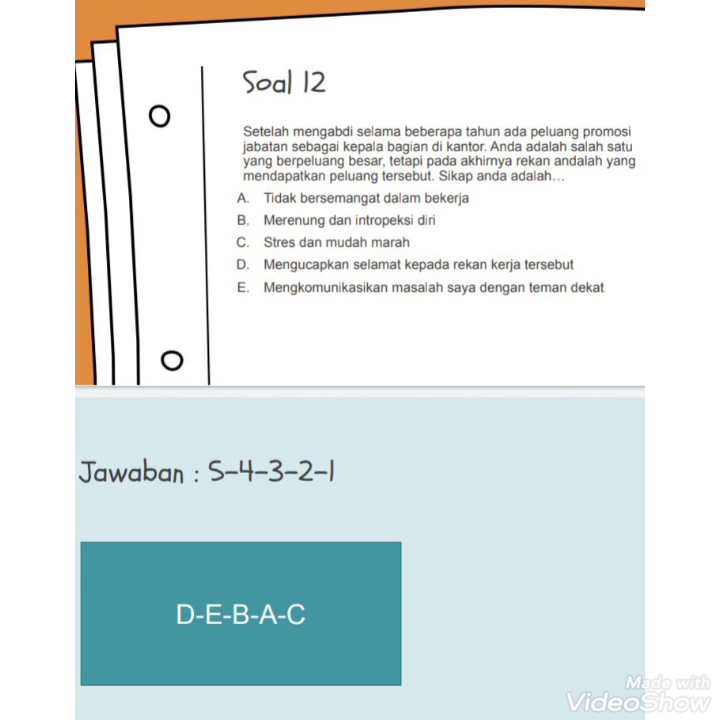 Soal 12
Setelah mengabdi selama beberapa tahun ada peluang promosi
jabatan sebagai kepala bagian di kantor. Anda adalah salah satu
yang berpeluang besar, tetapi pada akhirnya rekan andalah yang
mendapatkan peluang tersebut. Sikap anda adalah...
A. Tidak bersemangat dalam bekerja
B. Merenung dan intropeksi diri
C. Stres dan mudah marah
D. Mengucapkan selamat kepada rekan kerja tersebut
E. Mengkomunikasikan masalah saya dengan teman dekat
Jawaban : 5-4-3-2-1
D-E-B-A-C
Made with
VideoShow